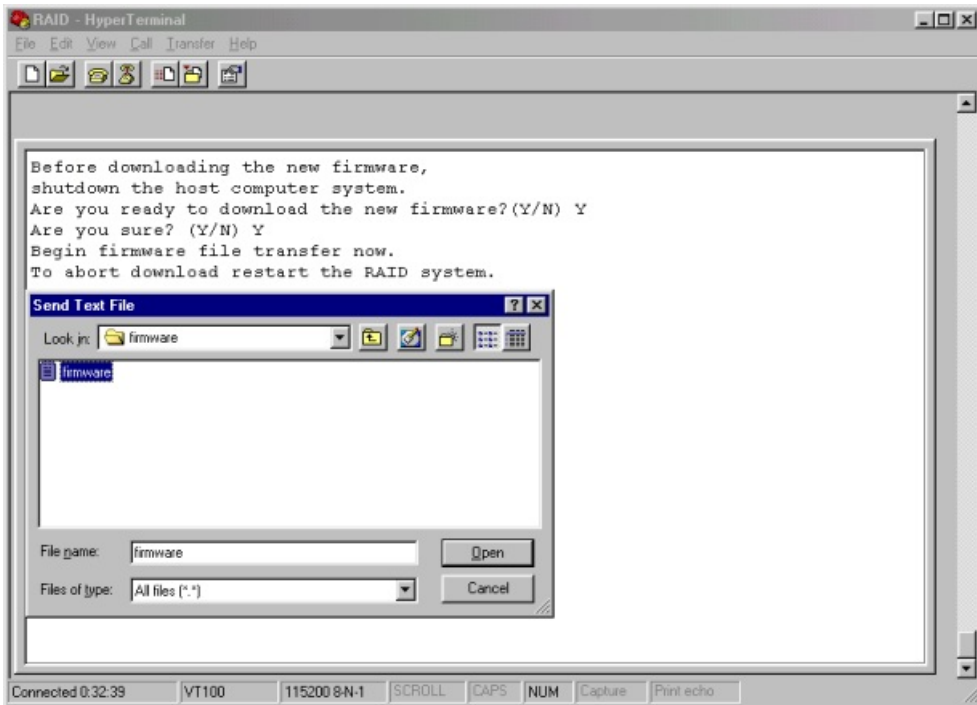 RAID - HyperTerminal
File Edit View Call Transfer Help
Before downloading the new firmware,
shutdown the host computer system.
Are you ready to download the new firmware?(Y/N) Y
Are you sure? (Y/N) Y
Begin firmware file transfer now.
To abort download restart the RAID system.
Send Text File
Look in: firmware
firmware
File name: firmware
Open
Files of type: All files (*.*)
Cancel
Connected 0:32:39 VT100 115200 8-N-1 SCROLL CAPS NUM Capture Print echo